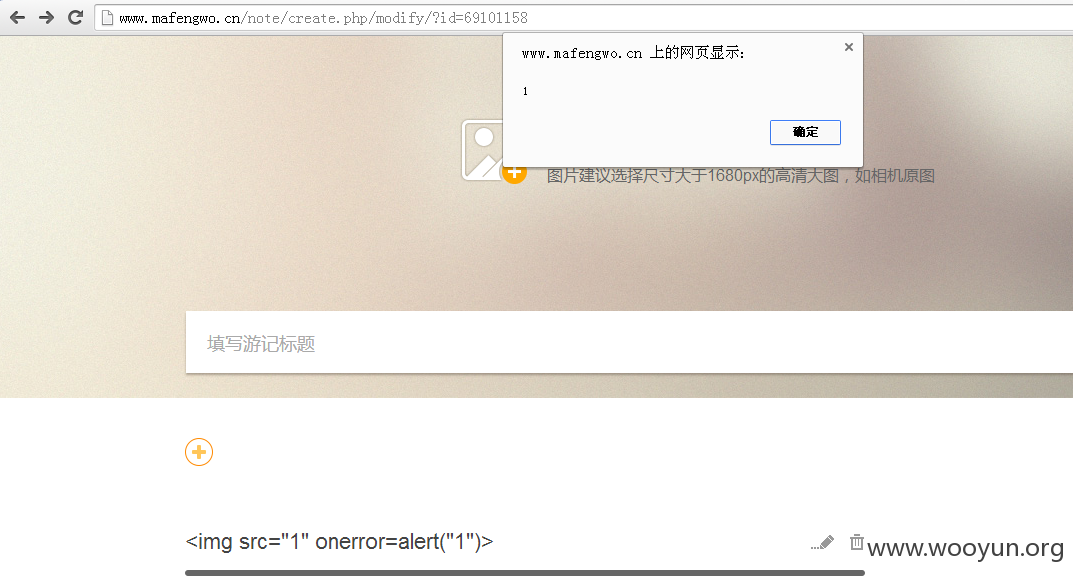 www.mafengwo.cn/note/create.php/modify/?id=69101158
www.mafengwo.cn 上的网页显示:
1
确定
图片建议选择尺寸大于1680px的高清大图，如相机原图
填写游记标题
<img src="1" onerror=alert("1")>
www.wooyun.org